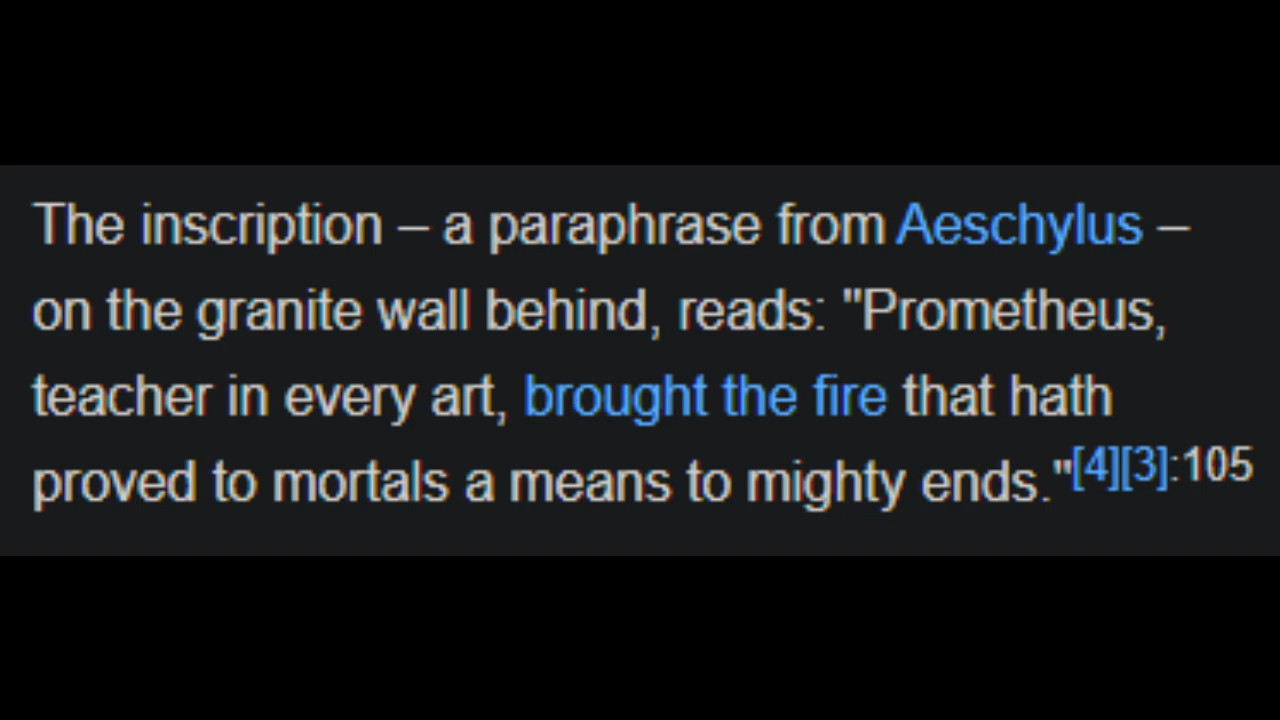 The inscription – a paraphrase from Aeschylus –
on the granite wall behind, reads: "Prometheus,
teacher in every art, brought the fire that hath
proved to mortals a means to mighty ends."[4][3]:105